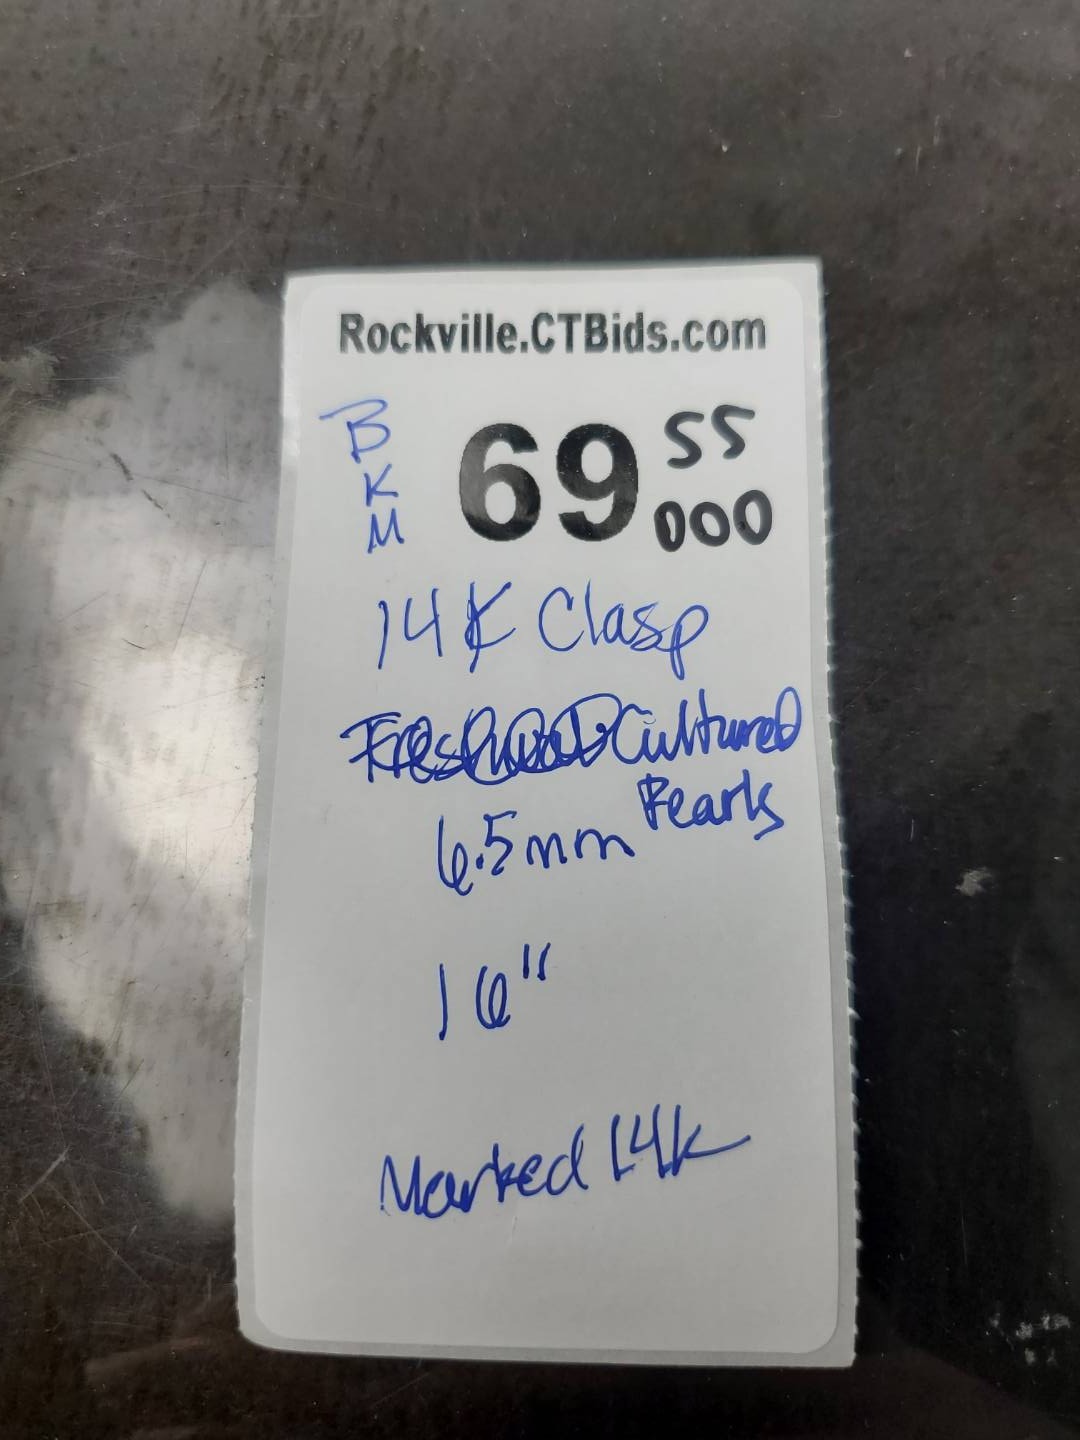 Rockville.CTBids.com
BKM
69
55
000
14K Clasp
Cultured
Pearls
6.5mm
16"
Marked 14k